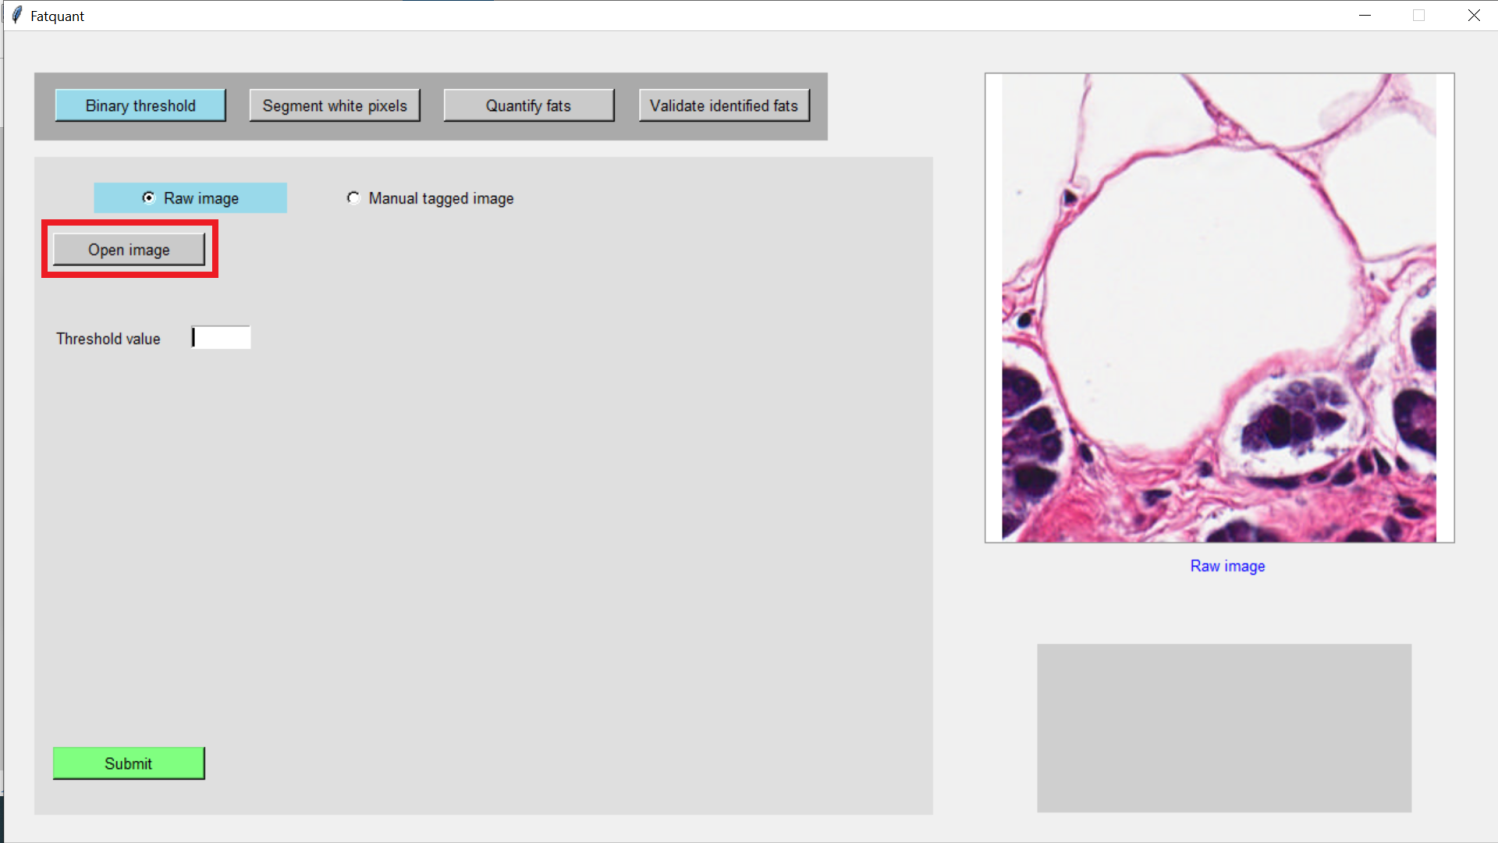 Fatquant
Binary threshold Segment white pixels Quantify fats Validate identified fats
Raw image Manual tagged image
Open image
Threshold value
Submit
Raw image